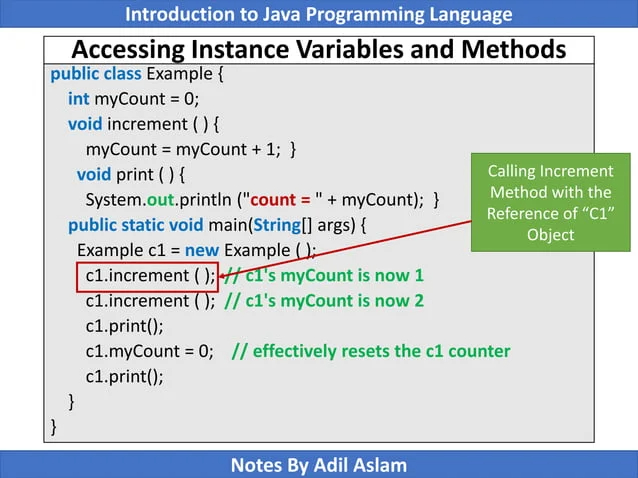 Introduction to Java Programming Language
Accessing Instance Variables and Methods
public class Example {
int myCount = 0;
void increment ( ) {
myCount = myCount + 1;  }
void print ( ) {
System.out.println ("count = " + myCount);  }
public static void main(String[] args) {
Example c1 = new Example ( );
c1.increment ( );  // c1's myCount is now 1
c1.increment ( );  // c1's myCount is now 2
c1.print();
c1.myCount = 0;   // effectively resets the c1 counter
c1.print();
}
}
Calling Increment
Method with the
Reference of “C1”
Object
Notes By Adil Aslam